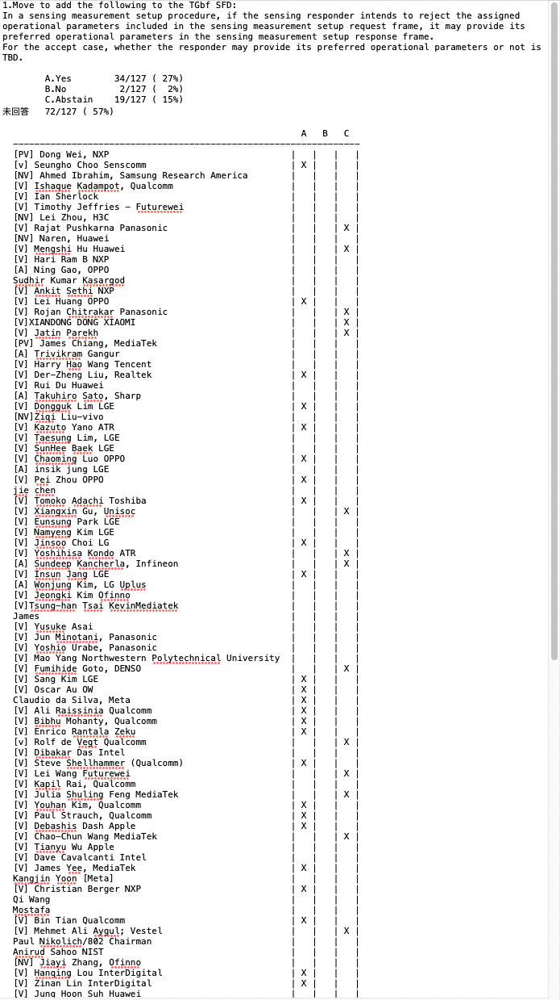 1.Move to add the following to the TGbf SFD:
In a sensing measurement setup procedure, if the sensing responder intends to reject the assigned
operational parameters included in the sensing measurement setup request frame, it may provide its
preferred operational parameters in the sensing measurement setup response frame.
For the accept case, whether the responder may provide its preferred operational parameters or not is
TBD.
A.Yes 34/127 ( 27%)
B.No 2/127 ( 2%)
C.Abstain 19/127 ( 15%)
未回答 72/127 ( 57%)
A B C
[PV] Dong Wei, NXP | | | |
[v] Seungho Choo Senscomm | X | | |
[NV] Ahmed Ibrahim, Samsung Research America | | | |
[V] Ishaque Kadampot, Qualcomm | | | |
[V] Ian Sherlock | | | |
[V] Timothy Jeffries - Futurewei | | | |
[NV] Lei Zhou, H3C | | | |
[V] Rajat Pushkarna Panasonic | | | X |
[NV] Naren, Huawei | | | |
[V] Mengshi Hu Huawei | | | X |
[V] Hari Ram B NXP | | | |
[A] Ning Gao, OPPO | | | |
Sudhir Kumar Kasargod | | | |
[V] Ankit Sethi NXP | | | |
[V] Lei Huang OPPO | X | | |
[V] Rojan Chitrakar Panasonic | | | X |
[V]XIANDONG DONG XIAOMI | | | X |
[V] Jatin Parekh | | | X |
[PV] James Chiang, MediaTek | | | |
[A] Trivikram Gangur | | | |
[V] Harry Hao Wang Tencent | | | |
[V] Der-Zheng Liu, Realtek | X | | |
[V] Rui Du Huawei | | | |
[A] Takuhiro Sato, Sharp | | | |
[V] Dongguk Lim LGE | X | | |
[NV]Ziqi Liu-vivo | | | |
[V] Kazuto Yano ATR | X | | |
[V] Taesung Lim, LGE | | | |
[V] SunHee Baek LGE | | | |
[V] Chaoming Luo OPPO | X | | |
[A] insik jung LGE | | | |
[V] Pei Zhou OPPO | X | | |
jie chen | | | |
[V] Tomoko Adachi Toshiba | X | | |
[V] Xiangxin Gu, Unisoc | | | X |
[V] Eunsung Park LGE | | | |
[V] Namyeng Kim LGE | | | |
[V] Jinsoo Choi LG | X | | |
[V] Yoshihisa Kondo ATR | | | X |
[A] Sundeep Kancherla, Infineon | | | X |
[V] Insun Jang LGE | X | | |
[A] Wonjung Kim, LG Uplus | | | |
[V] Jeongki Kim Ofinno | | | |
[V]Tsung-han Tsai KevinMediatek | | | |
James | | | |
[V] Yusuke Asai | | | |
[V] Jun Minotani, Panasonic | | | |
[V] Yoshio Urabe, Panasonic | | | |
[V] Mao Yang Northwestern Polytechnical University | | | |
[V] Fumihide Goto, DENSO | | | X |
[V] Sang Kim LGE | X | | |
[V] Oscar Au OW | X | | |
Claudio da Silva, Meta | X | | |
[V] Ali Raissinia Qualcomm | X | | |
[V] Bibhu Mohanty, Qualcomm | X | | |
[V] Enrico Rantala Zeku | X | | |
[v] Rolf de Vegt Qualcomm | | | X |
[V] Dibakar Das Intel | | | |
[V] Steve Shellhammer (Qualcomm) | X | | |
[V] Lei Wang Futurewei | | | X |
[V] Kapil Rai, Qualcomm | | | |
[V] Julia Shuling Feng MediaTek | | | X |
[V] Youhan Kim, Qualcomm | X | | |
[V] Paul Strauch, Qualcomm | X | | |
[V] Debashis Dash Apple | X | | |
[V] Chao-Chun Wang MediaTek | | | X |
[V] Tianyu Wu Apple | | | |
[V] Dave Cavalcanti Intel | | | |
[V] James Yee, MediaTek | X | | |
Kangjin Yoon [Meta] | | | |
[V] Christian Berger NXP | X | | |
Qi Wang | | | |
Mostafa | | | |
[V] Bin Tian Qualcomm | X | | |
[V] Mehmet Ali Aygul; Vestel | | | X |
Paul Nikolich/802 Chairman | | | |
Anirud Sahoo NIST | | | |
[NV] Jiayi Zhang, Ofinno | | | |
[V] Hanqing Lou InterDigital | X | | |
[V] Zinan Lin InterDigital | X | | |
[V] Jung Hoon Suh Huawei | | | |